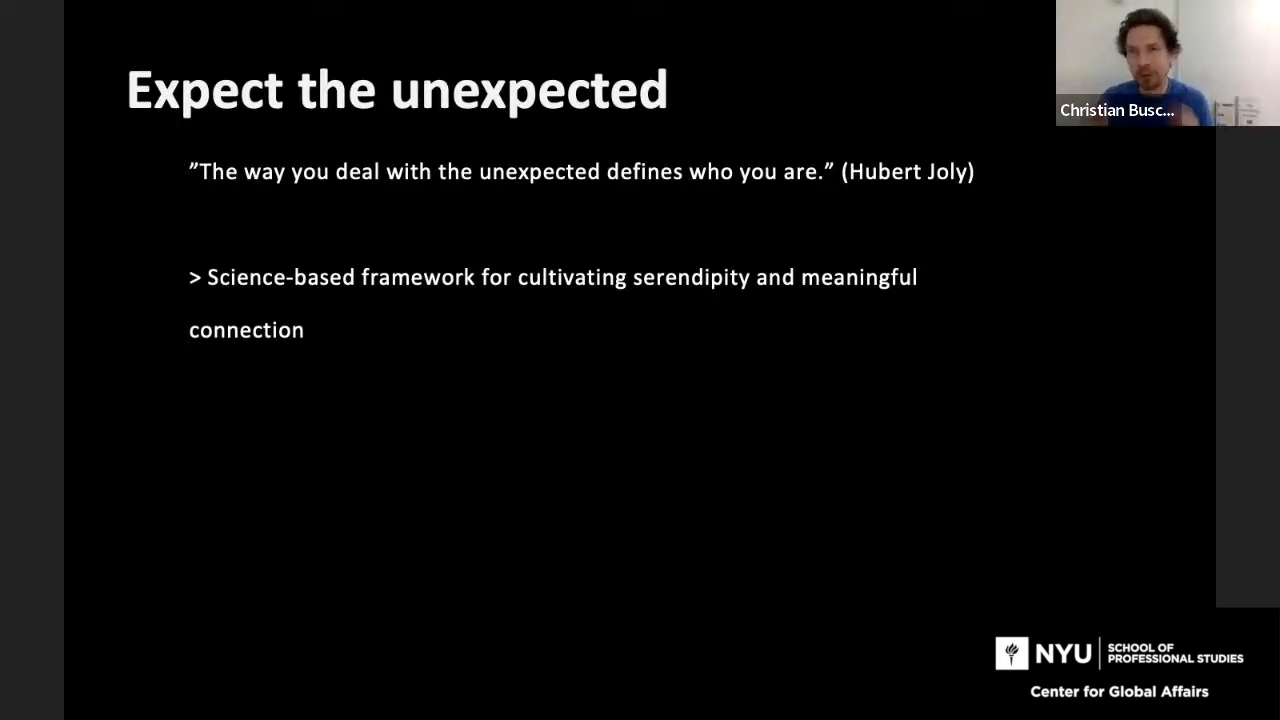 Expect the unexpected
Christian Busc...
”The way you deal with the unexpected defines who you are.” (Hubert Joly)
> Science-based framework for cultivating serendipity and meaningful
connection
NYU
SCHOOL OF
PROFESSIONAL STUDIES
Center for Global Affairs